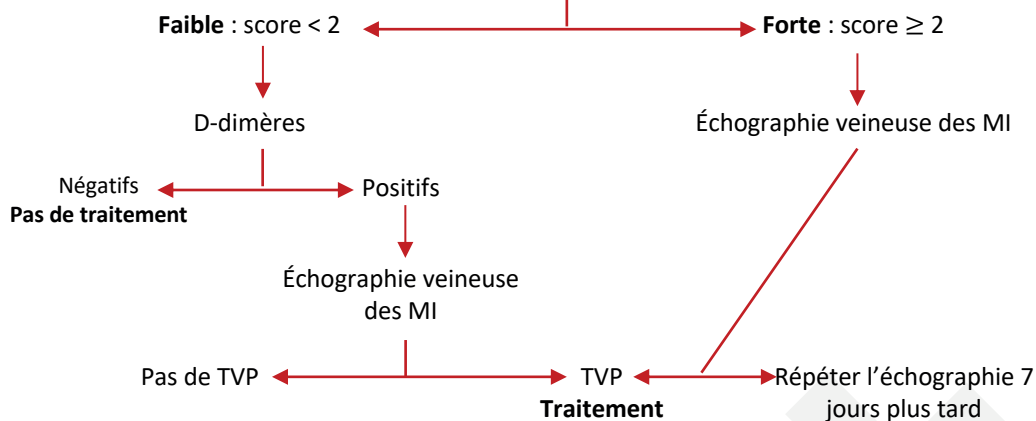 Faible : score < 2
Forte : score ≥ 2
D-dimères
Échographie veineuse des MI
Négatifs
Positifs
Pas de traitement
Échographie veineuse
des MI
Pas de TVP
TVP
Répéter l’échographie 7
Traitement
jours plus tard